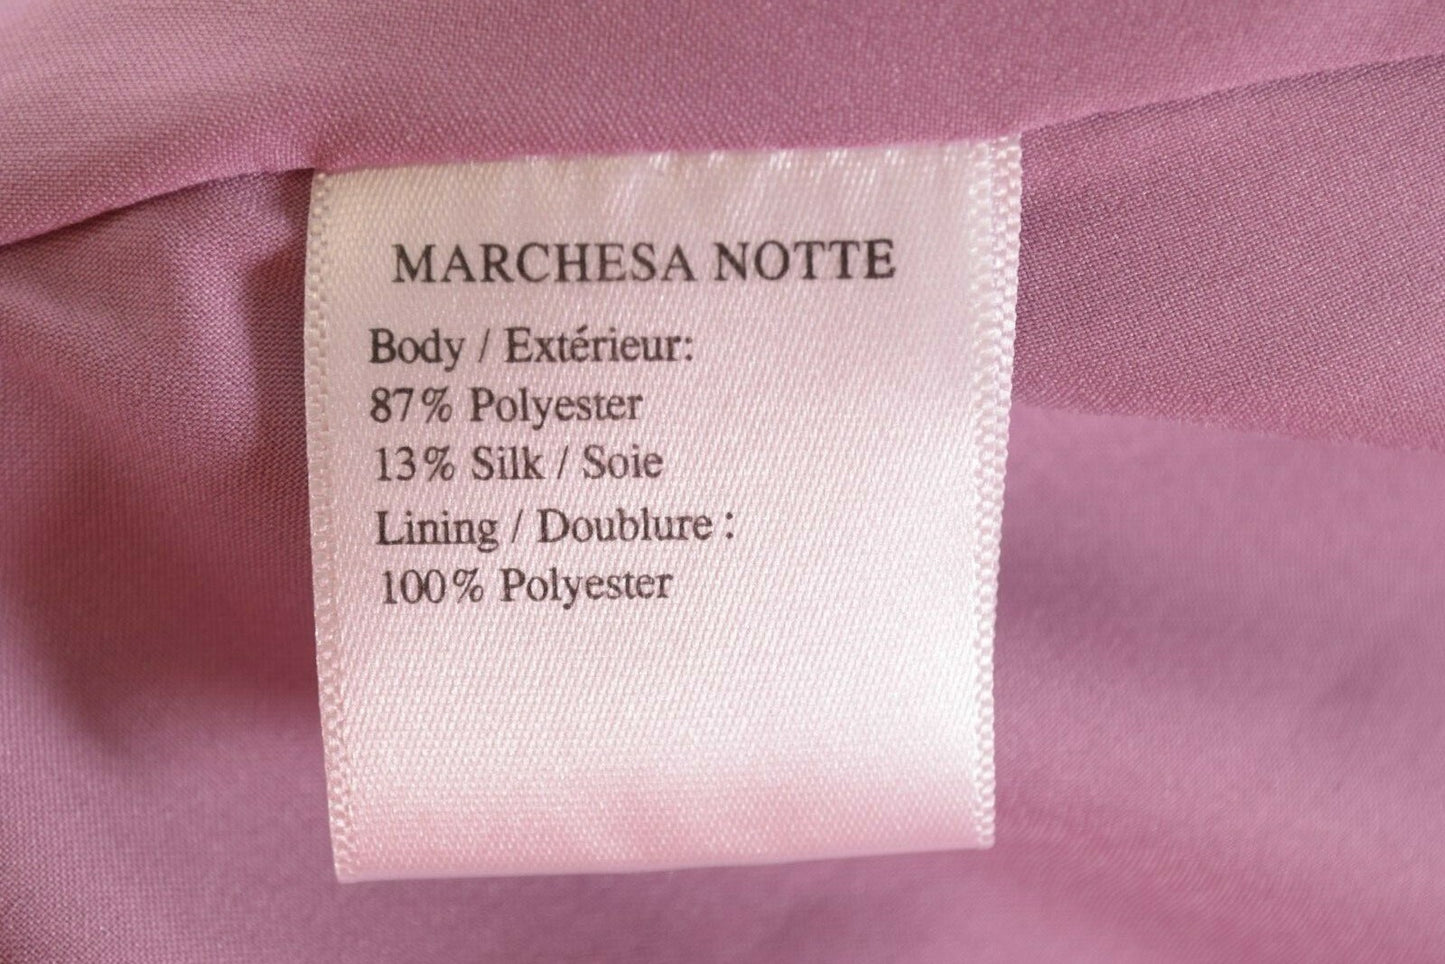 MARCHESA NOTTE
Body / Extérieur:
87% Polyester
13% Silk / Soie
Lining / Doublure :
100% Polyester